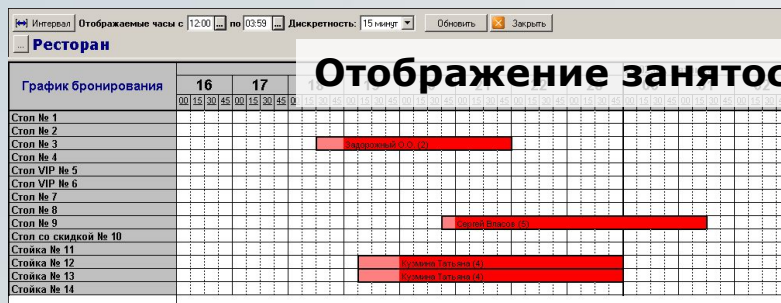 Интервал Отображаемые часы с 12:00 ... по 03:59 ... Дискретность: 15 минут Обновить Закрыть
... Ресторан
Отображение занятос
График бронирования
16 17
00 15 30 45 00 15 30 45
Стол № 1
Стол № 2
Стол № 3 Задорожный О.О. (2)
Стол № 4
Стол VIP № 5
Стол VIP № 6
Стол № 7
Стол № 8
Стол № 9 Сергей Власов (5)
Стол со скидкой № 10
Стойка № 11
Стойка № 12 Кузмина Татьяна (4)
Стойка № 13 Кузмина Татьяна (4)
Стойка № 14